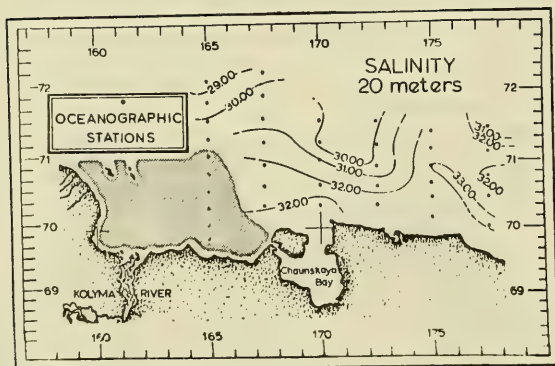 160 165 170 175
72 72
SALINITY
20 meters
29.00
30.00
OCEANOGRAPHIC
STATIONS
31.00
32.00
71 71
30.00
31.00
32.00
33.00
32.00
32.00
70 70
Chaunskaya
Bay
KOLYMA RIVER
69 69
160 165 170 175